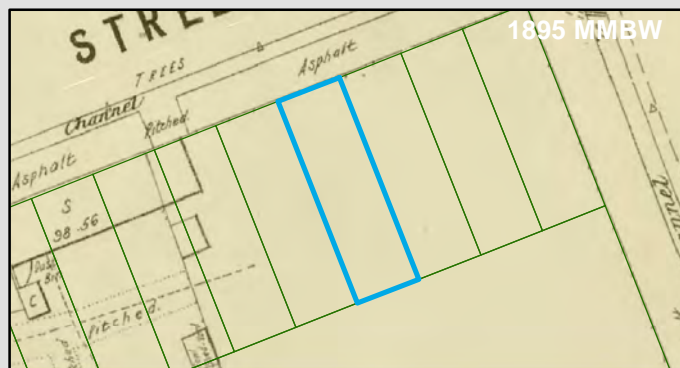 1895 MMBW
STRE
TREES
Asphalt
Channel
Pitched.
Asphalt
S
98.56
C
Pitched.